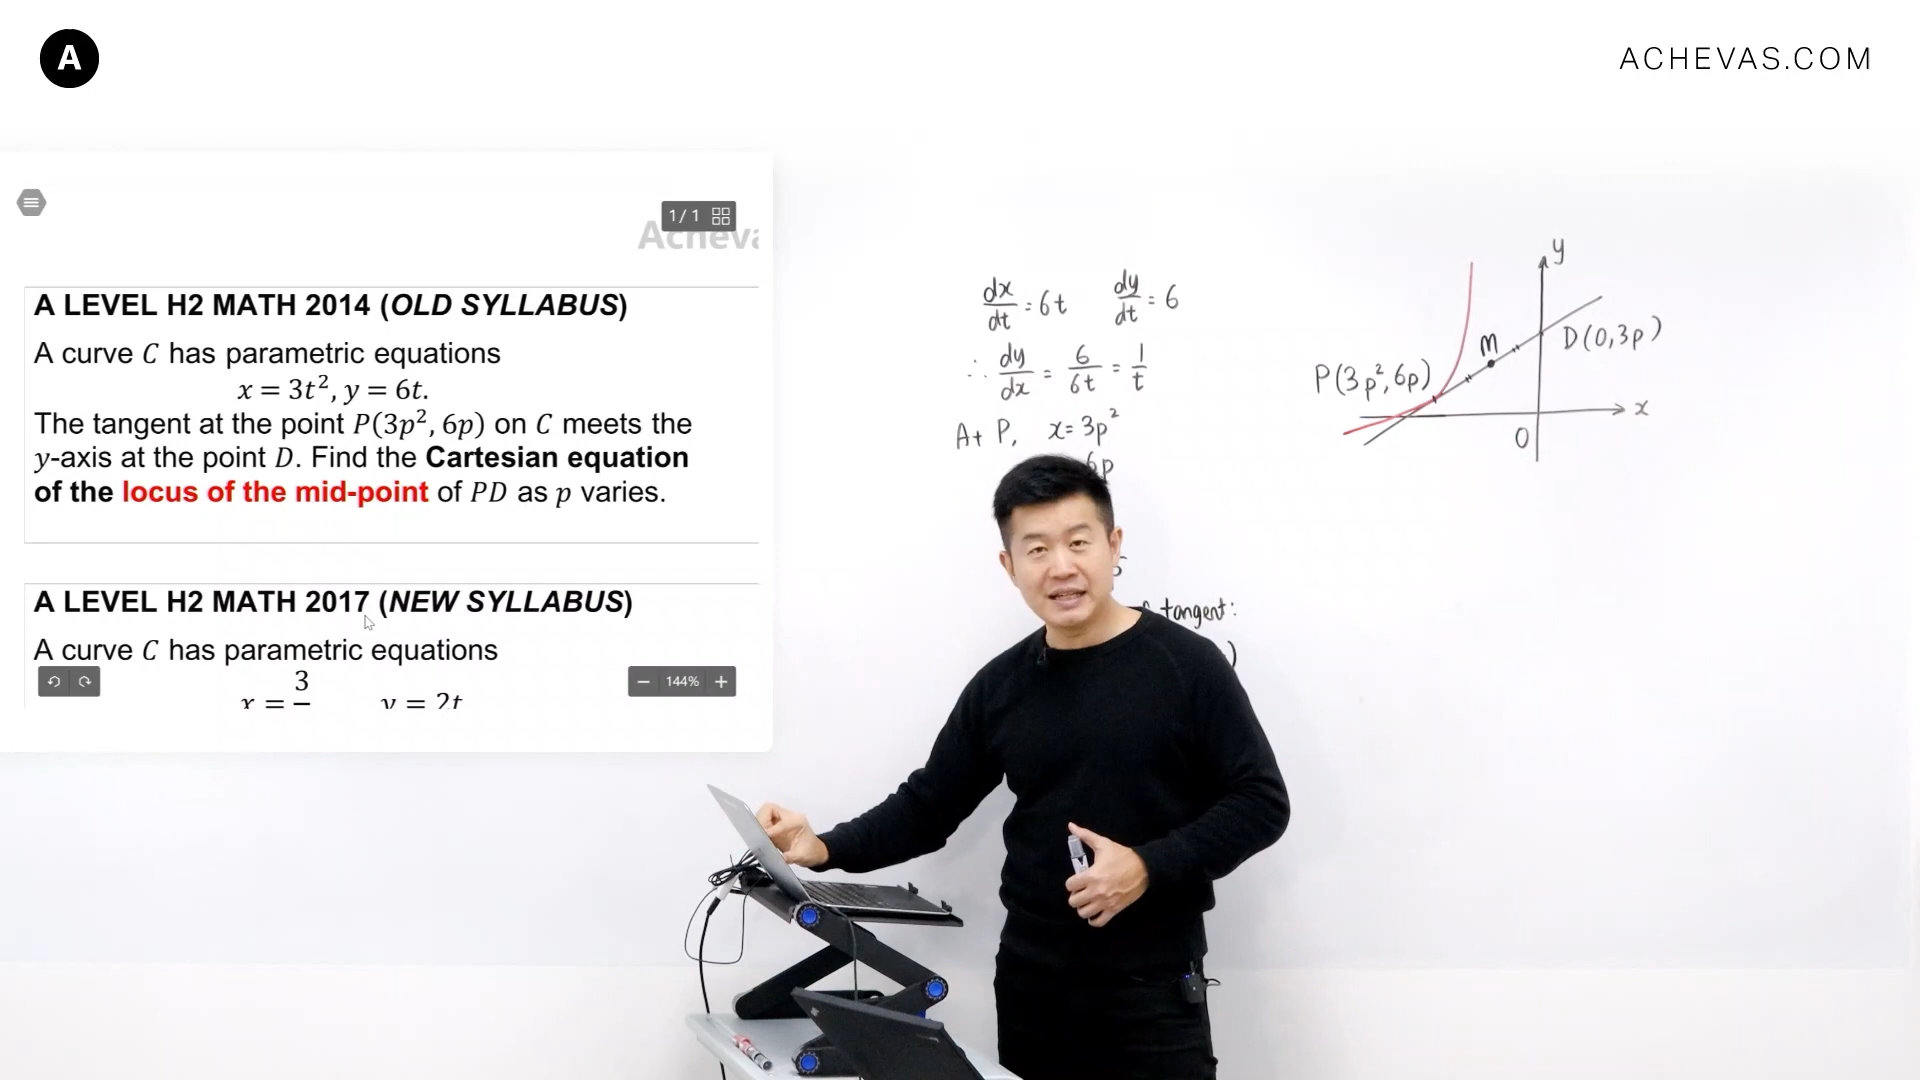 A
ACHEVAS.COM
1/1
Acheva
A LEVEL H2 MATH 2014 (OLD SYLLABUS)
A curve C has parametric equations
x = 3t², y = 6t.
The tangent at the point P(3p², 6p) on C meets the
y-axis at the point D. Find the Cartesian equation
of the locus of the mid-point of PD as p varies.
A LEVEL H2 MATH 2017 (NEW SYLLABUS)
A curve C has parametric equations
x = 3 y = 2t
144%
dx/dt = 6t dy/dt = 6
∴ dy/dx = 6/6t = 1/t
At P, x = 3p²
6p
tangent:
)
y
M
D(0,3p)
P(3p²,6p)
x
O